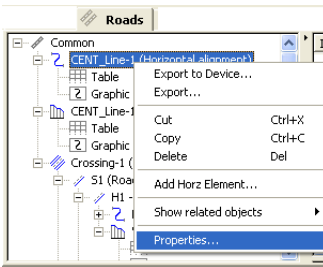 Roads
Common
CENT_Line-1 (Horizontal alignment)
Table
Graphic
CENT_Line-1
Table
Graphic
Crossing-1 (
S1 (Road
H1 -
Export to Device...
Export...
Cut Ctrl+X
Copy Ctrl+C
Delete Del
Add Horz Element...
Show related objects
Properties...